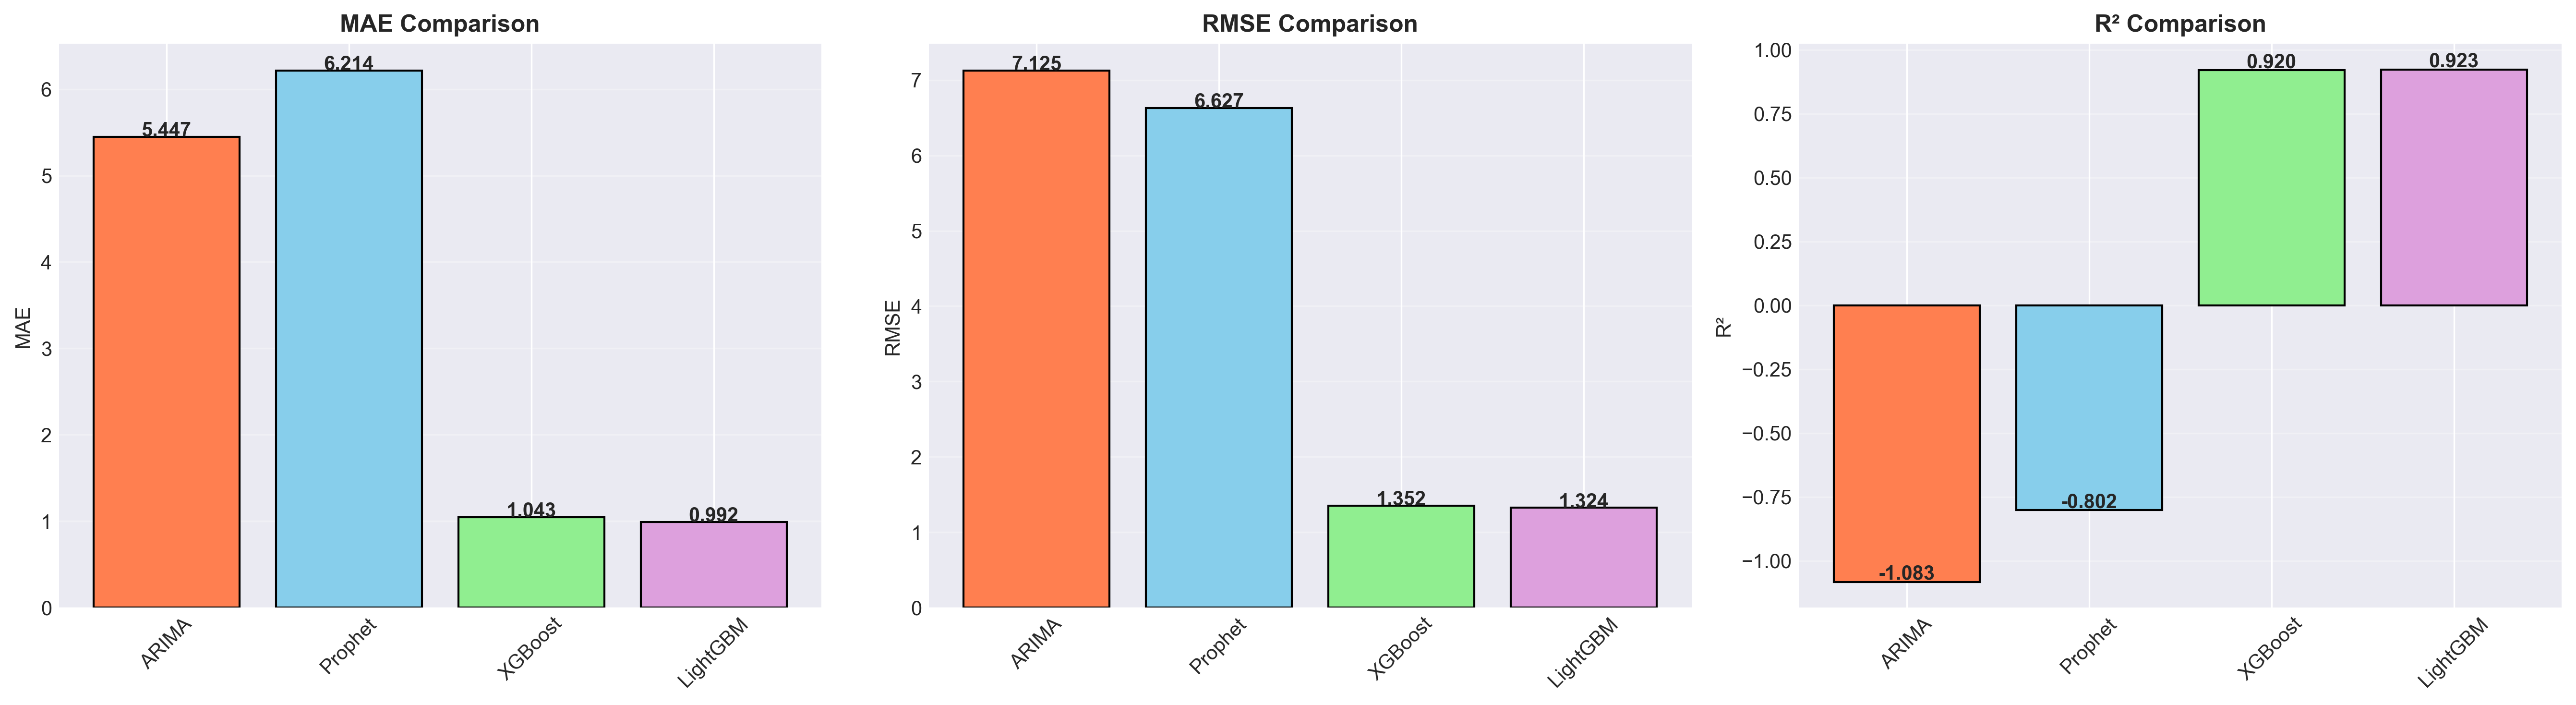 MAE Comparison
MAE
6
5
4
3
2
1
0
5.447
6.214
1.043
0.992
ARIMA
Prophet
XGBoost
LightGBM
RMSE Comparison
RMSE
7
6
5
4
3
2
1
0
7.125
6.627
1.352
1.324
ARIMA
Prophet
XGBoost
LightGBM
R² Comparison
R²
1.00
0.75
0.50
0.25
0.00
−0.25
−0.50
−0.75
−1.00
-1.083
-0.802
0.920
0.923
ARIMA
Prophet
XGBoost
LightGBM